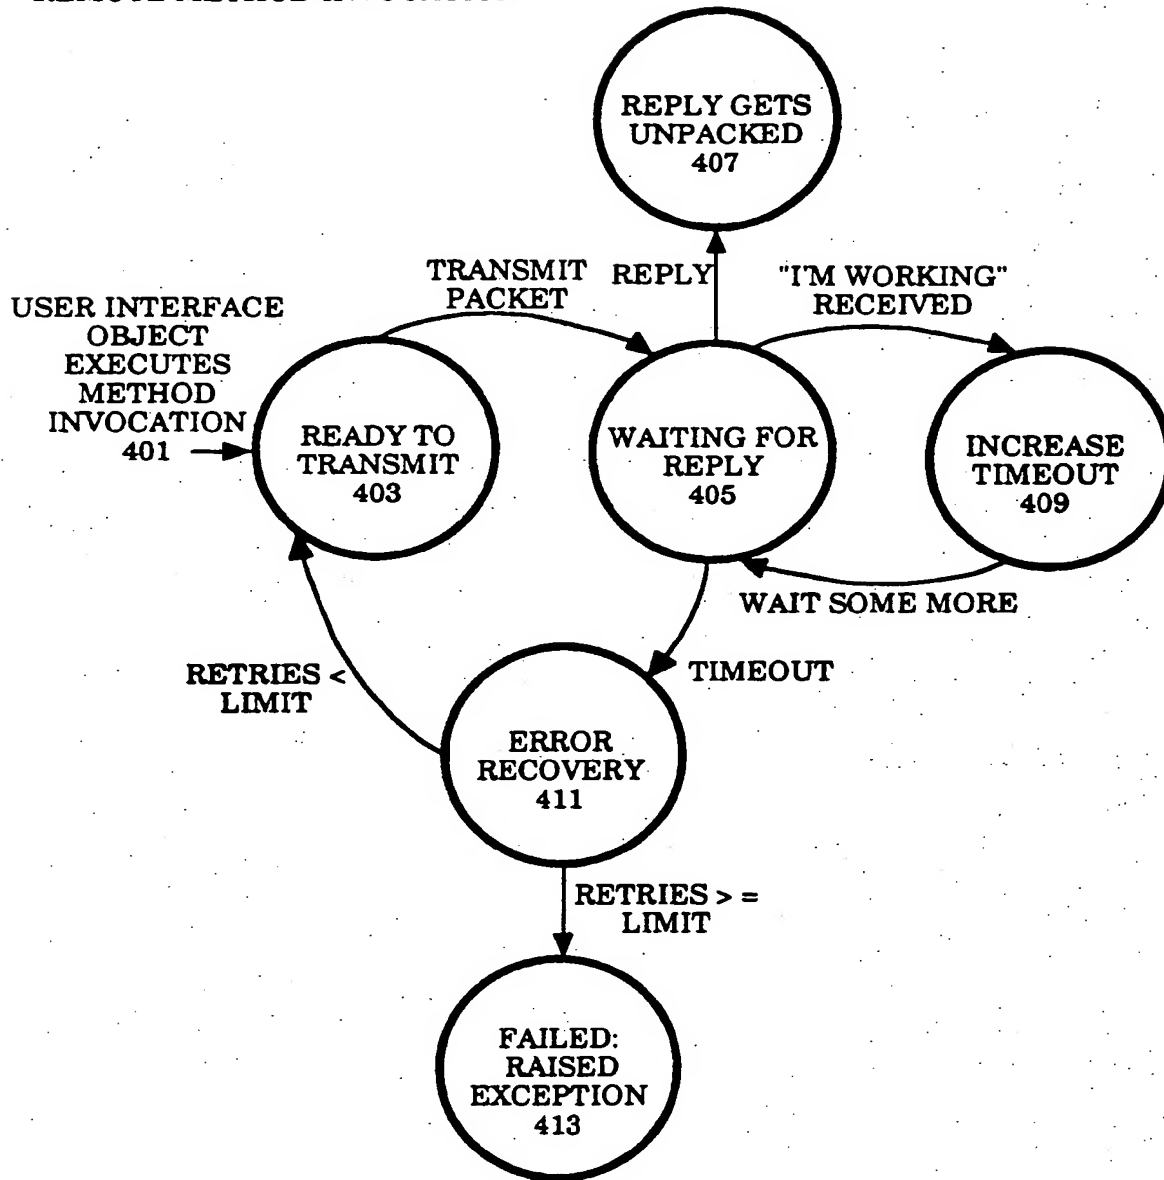 REPLY GETS
UNPACKED
407
TRANSMIT
PACKET
REPLY
"I'M WORKING"
RECEIVED
USER INTERFACE
OBJECT
EXECUTES
METHOD
INVOCATION
401
READY TO
TRANSMIT
403
WAITING FOR
REPLY
405
INCREASE
TIMEOUT
409
WAIT SOME MORE
RETRIES <
LIMIT
TIMEOUT
ERROR
RECOVERY
411
RETRIES > =
LIMIT
FAILED:
RAISED
EXCEPTION
413